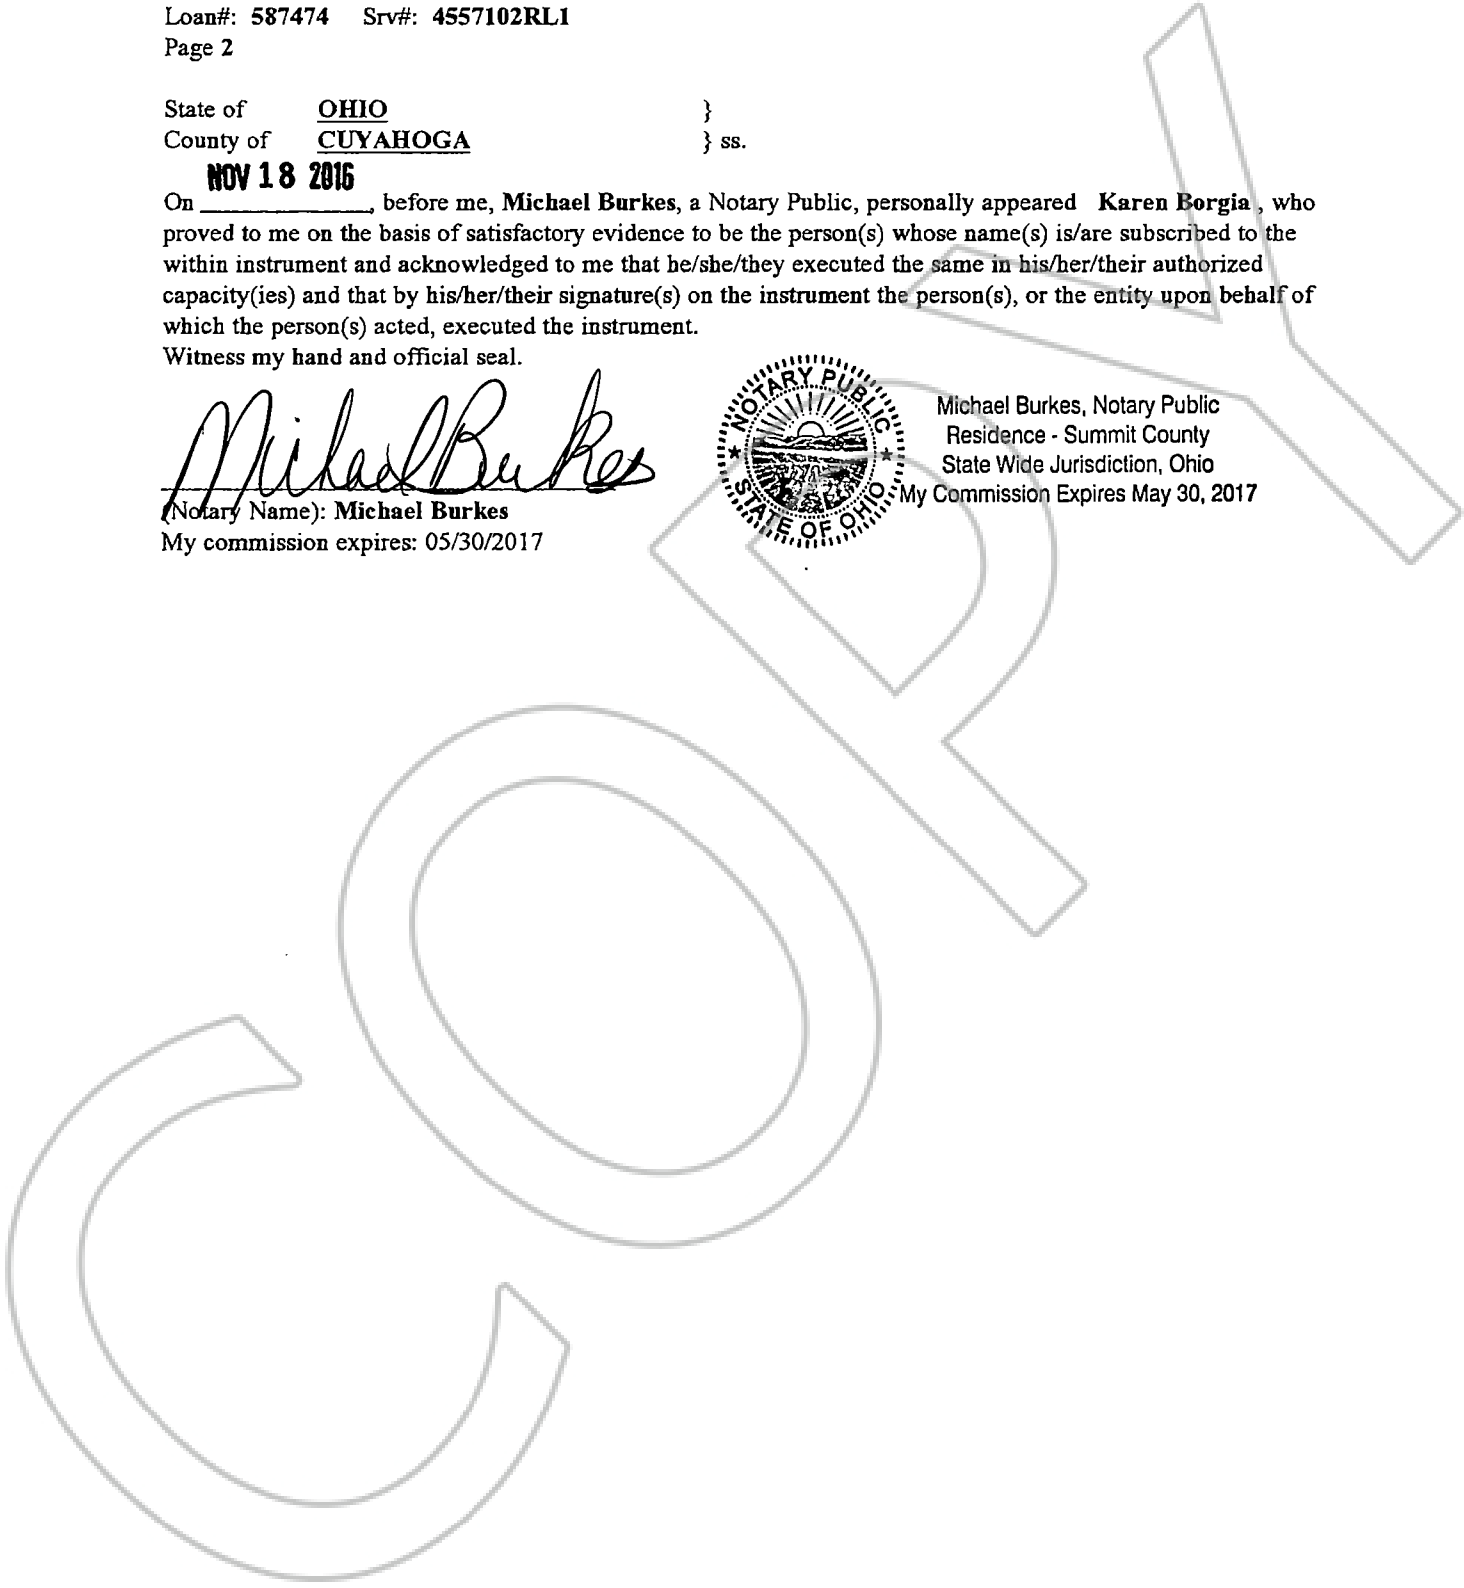 Loan#: 587474 Srv#: 4557102RL1
Page 2
State of OHIO }
County of CUYAHOGA } ss.
NOV 18 2016
On ______________, before me, Michael Burkes, a Notary Public, personally appeared Karen Borgia , who
proved to me on the basis of satisfactory evidence to be the person(s) whose name(s) is/are subscribed to the
within instrument and acknowledged to me that he/she/they executed the same in his/her/their authorized
capacity(ies) and that by his/her/their signature(s) on the instrument the person(s), or the entity upon behalf of
which the person(s) acted, executed the instrument.
Witness my hand and official seal.
Michael Burkes
(Notary Name): Michael Burkes
My commission expires: 05/30/2017
NOTARY PUBLIC
STATE OF OHIO
Michael Burkes, Notary Public
Residence - Summit County
State Wide Jurisdiction, Ohio
My Commission Expires May 30, 2017
COPY